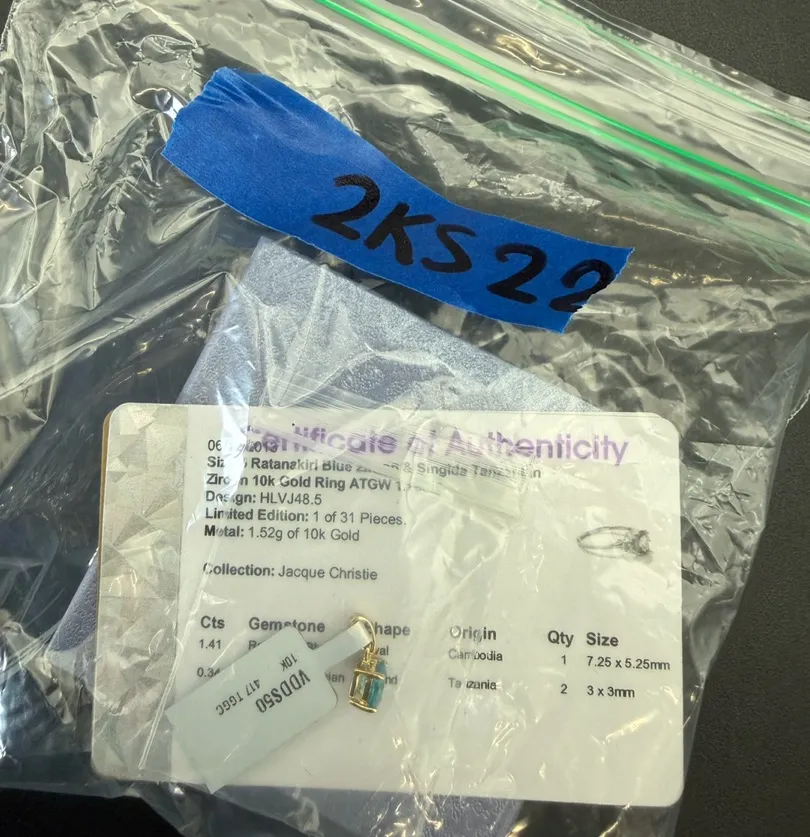 2KS22
Certificate of Authenticity
Ratanakiri Blue & Singida
10k Gold Ring ATGW
Design: HLVJ48.5
Limited Edition: 1 of 31 Pieces.
Metal: 1.52g of 10k Gold
Collection: Jacque Christie
Cts Gemstone Shape Origin Qty Size
1.41 Cambodia 1 7.25 x 5.25mm
Tanzania 2 3 x 3mm
VDDS50
417 TGGC
10K